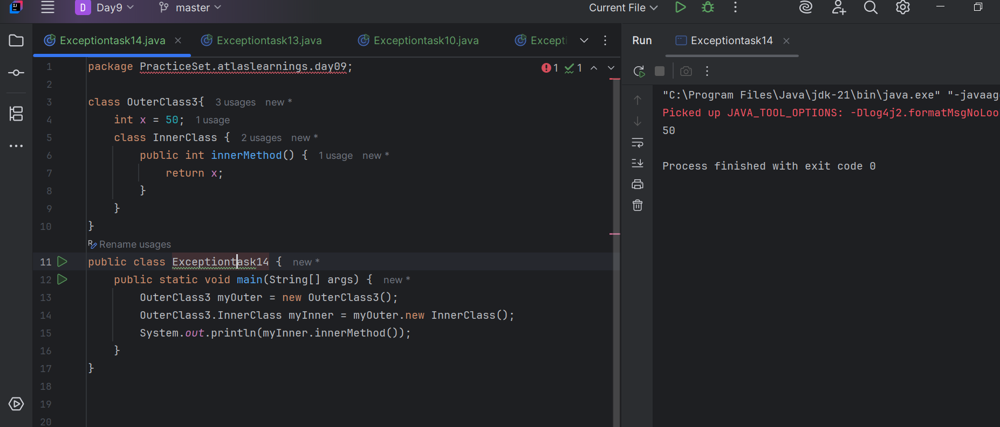 D Day9 master Current File
Exceptiontask14.java Exceptiontask13.java Exceptiontask10.java Excepti
Run Exceptiontask14
1 package PracticeSet.atlaslearnings.day09; 1 1
2
3 class OuterClass3{ 3 usages new *
4 int x = 50; 1 usage
5 class InnerClass { 2 usages new *
6 public int innerMethod() { 1 usage new *
7 return x;
8 }
9 }
10 }
Rename usages
11 public class Exceptiontask14 { new *
12 public static void main(String[] args) { new *
13 OuterClass3 myOuter = new OuterClass3();
14 OuterClass3.InnerClass myInner = myOuter.new InnerClass();
15 System.out.println(myInner.innerMethod());
16 }
17 }
18
19
20
"C:\Program Files\Java\jdk-21\bin\java.exe" "-javaag
Picked up JAVA_TOOL_OPTIONS: -Dlog4j2.formatMsgNoLoo
50
Process finished with exit code 0